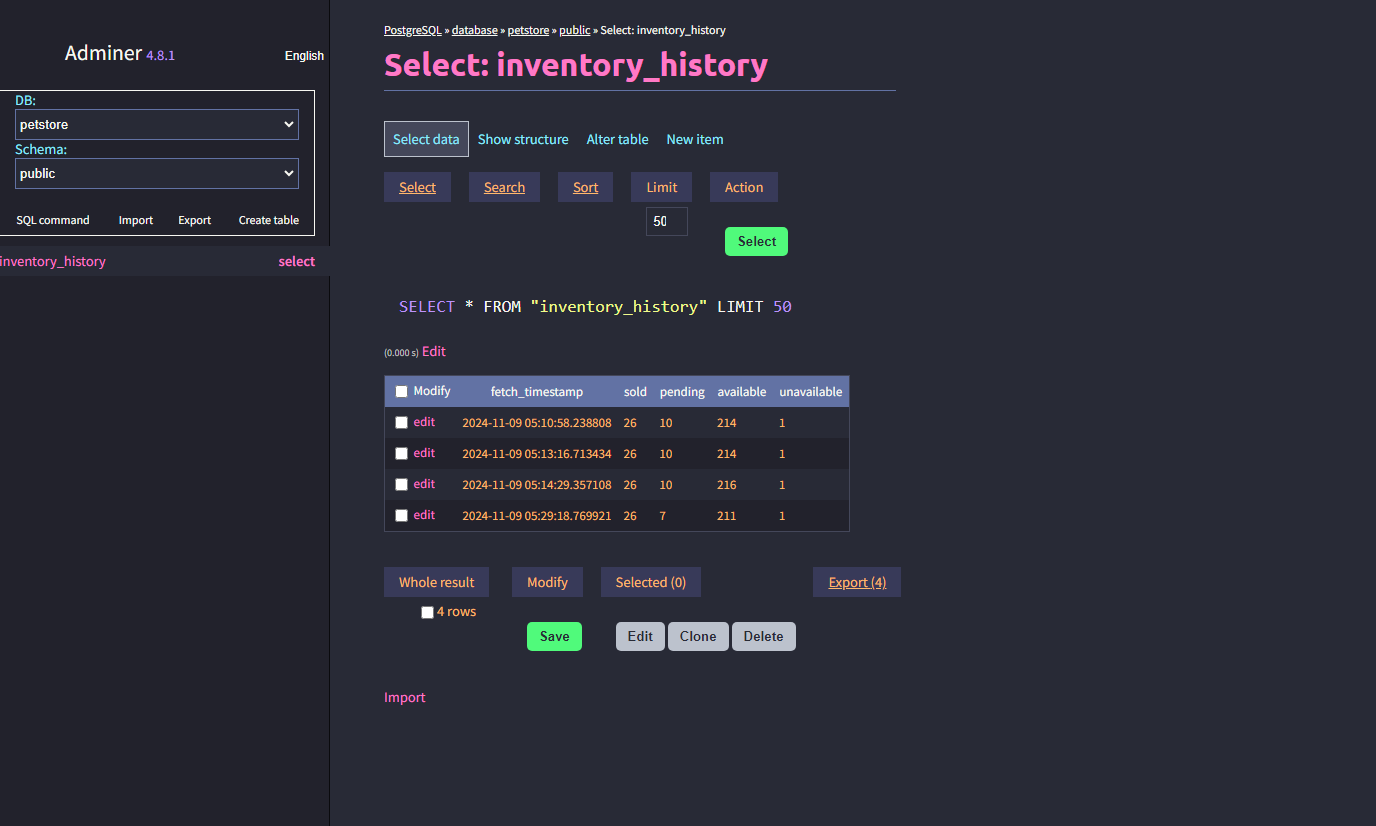 Adminer 4.8.1
English
DB:
petstore
Schema:
public
SQL command Import Export Create table
inventory_history select
PostgreSQL » database » petstore » public » Select: inventory_history
Select: inventory_history
Select data Show structure Alter table New item
Select Search Sort Limit Action
50
Select
SELECT * FROM "inventory_history" LIMIT 50
(0.000 s) Edit
Modify fetch_timestamp sold pending available unavailable
edit 2024-11-09 05:10:58.238808 26 10 214 1
edit 2024-11-09 05:13:16.713434 26 10 214 1
edit 2024-11-09 05:14:29.357108 26 10 216 1
edit 2024-11-09 05:29:18.769921 26 7 211 1
Whole result Modify Selected (0) Export (4)
4 rows
Save Edit Clone Delete
Import